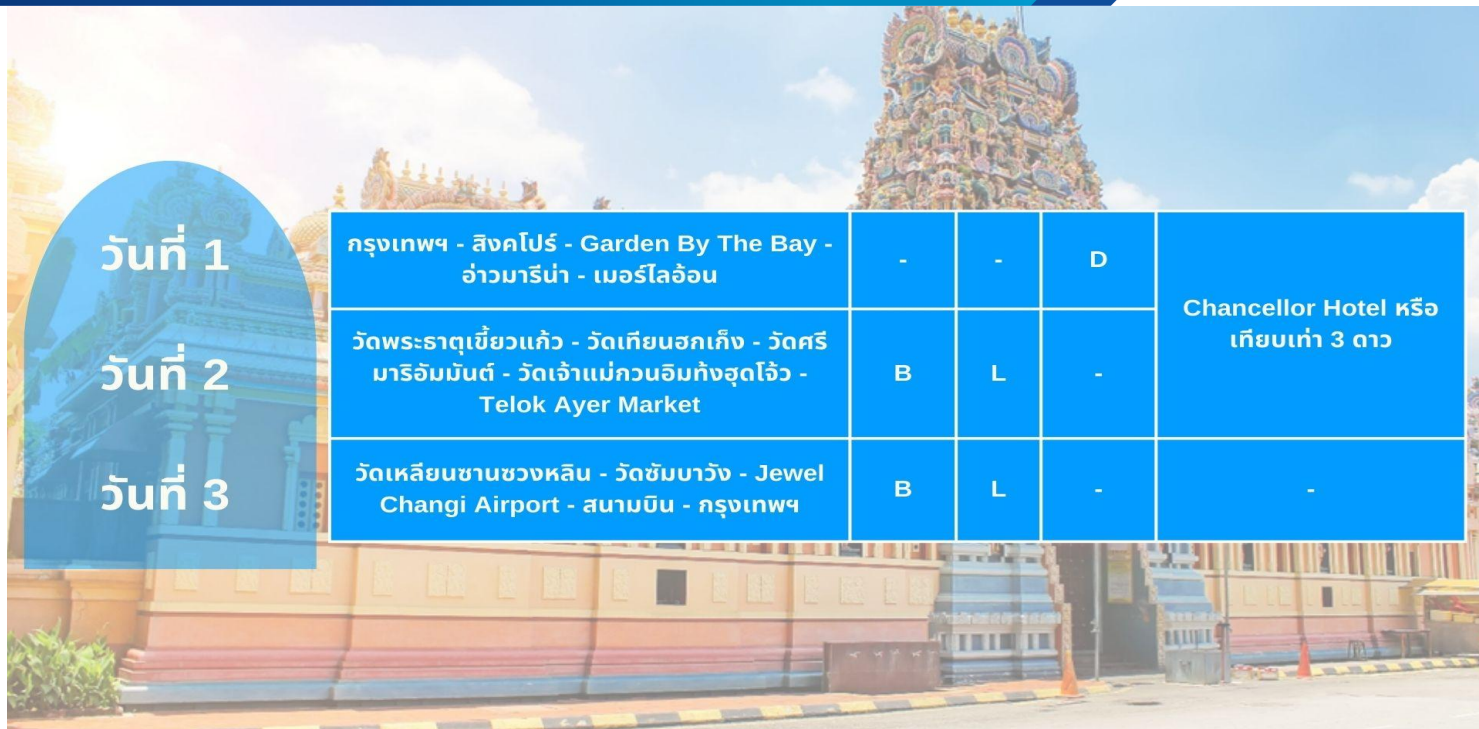 วันที่ 1
กรุงเทพฯ - สิงคโปร์ - Garden By The Bay -
อ่าวมารีน่า - เมอร์ไลอ้อน
-
-
D
Chancellor Hotel หรือ
เทียบเท่า 3 ดาว
วันที่ 2
วัดพระธาตุเขี้ยวแก้ว - วัดเทียนฮกเก็ง - วัดศรี
มาริอัมมันต์ - วัดเจ้าแม่กวนอิมทั้งฮุดโจ้ว -
Telok Ayer Market
B
L
-
วันที่ 3
วัดเหลียนซานซวงหลิน - วัดซัมบาวัง - Jewel
Changi Airport - สนามบิน - กรุงเทพฯ
B
L
-
-